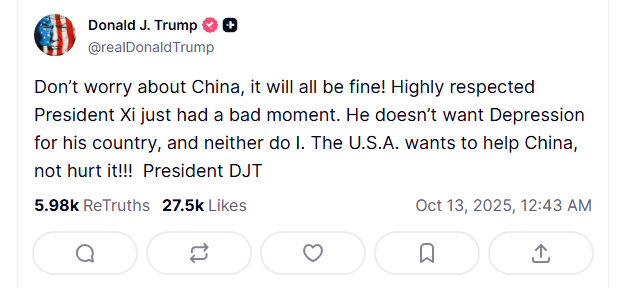 Donald J. Trump
@realDonaldTrump
Don’t worry about China, it will all be fine! Highly respected
President Xi just had a bad moment. He doesn’t want Depression
for his country, and neither do I. The U.S.A. wants to help China,
not hurt it!!!  President DJT
5.98k ReTruths 27.5k Likes Oct 13, 2025, 12:43 AM